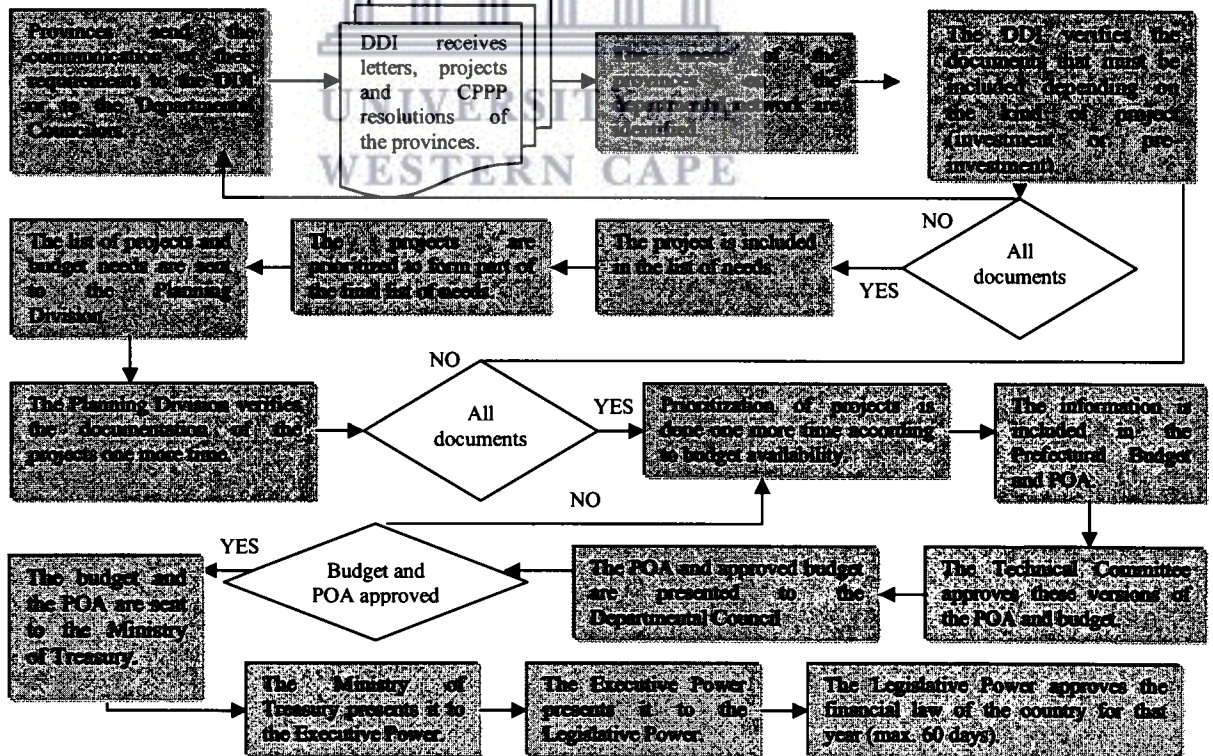 Provinces send the
communication of their
requirements to the DDI
or to the Departmental
Councilors.
DDI receives
letters, projects
and CPPP
resolutions of
the provinces.
The needs of the
provinces on the
network are
identified.
The DDI verifies the
documents that must be
included depending on
the kind of project
(investment or pre-
investment).
UNIVERSITY of the
WESTERN CAPE
NO
All
documents
YES
The project is included
in the list of needs.
The projects are
prioritized to form part of
the final list of needs.
The list of projects and
budget needs are sent
to the Planning
Division.
The Planning Division verifies
the documentation of the
projects one more time.
NO
All
documents
YES
Prioritization of projects is
done one more time according
to budget availability.
The information is
included in the
Prefectural Budget
and POA.
The Technical Committee
approves these versions of
the POA and budget.
The POA and approved budget
are presented to the
Departmental Council
NO
Budget and
POA approved
YES
The budget and
the POA are sent
to the Ministry
of Treasury.
The Ministry of
Treasury presents it to
the Executive Power.
The Executive Power
presents it to the
Legislative Power.
The Legislative Power approves the
financial law of the country for that
year (max. 60 days).